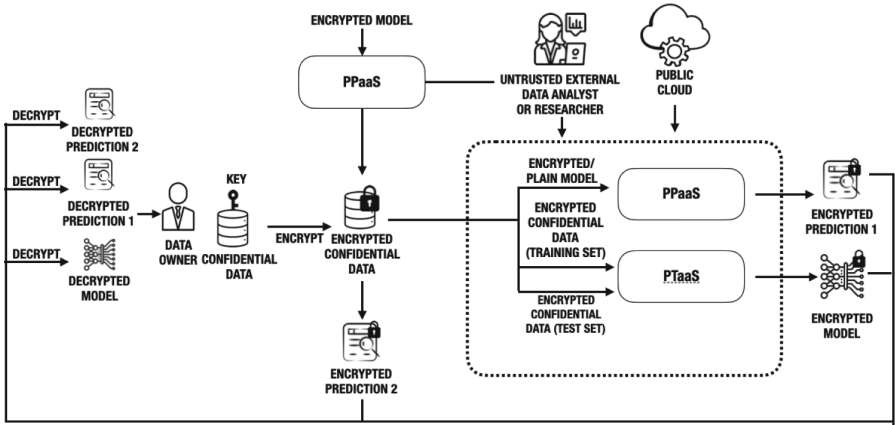 ENCRYPTED MODEL
PPaaS
UNTRUSTED EXTERNAL
DATA ANALYST
OR RESEARCHER
PUBLIC
CLOUD
DECRYPT
DECRYPTED
PREDICTION 2
DECRYPT
DECRYPTED
PREDICTION 1
DECRYPT
DECRYPTED
MODEL
DATA
OWNER
KEY
CONFIDENTIAL
DATA
ENCRYPT
ENCRYPTED
CONFIDENTIAL
DATA
ENCRYPTED
PREDICTION 2
ENCRYPTED/
PLAIN MODEL
ENCRYPTED
CONFIDENTIAL
DATA
(TRAINING SET)
ENCRYPTED
CONFIDENTIAL
DATA (TEST SET)
PPaaS
PTaaS
ENCRYPTED
PREDICTION 1
ENCRYPTED
MODEL